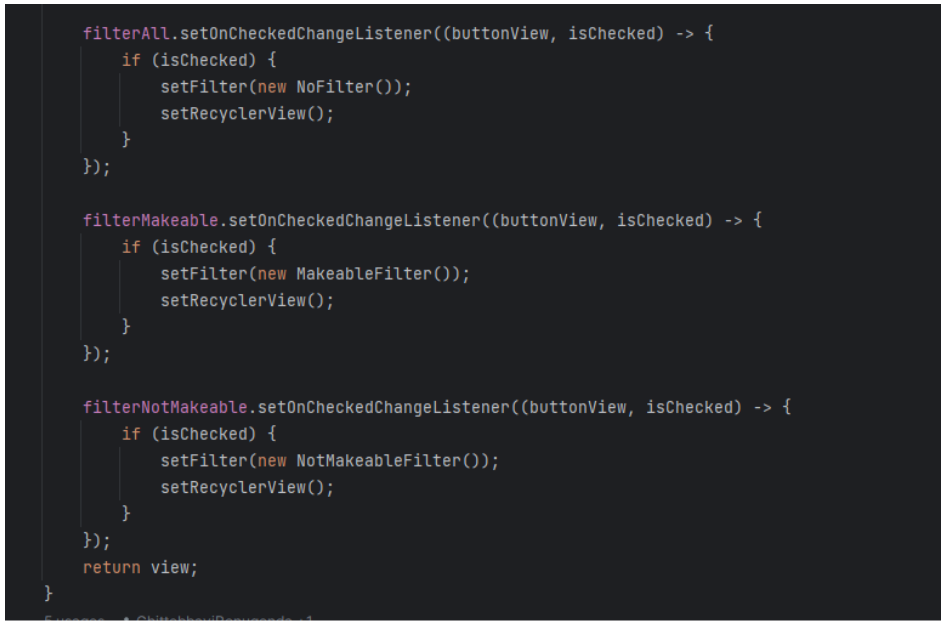 filterAll.setOnCheckedChangeListener((buttonView, isChecked) -> {
if (isChecked) {
setFilter(new NoFilter());
setRecyclerView();
}
});
filterMakeable.setOnCheckedChangeListener((buttonView, isChecked) -> {
if (isChecked) {
setFilter(new MakeableFilter());
setRecyclerView();
}
});
filterNotMakeable.setOnCheckedChangeListener((buttonView, isChecked) -> {
if (isChecked) {
setFilter(new NotMakeableFilter());
setRecyclerView();
}
});
return view;
}